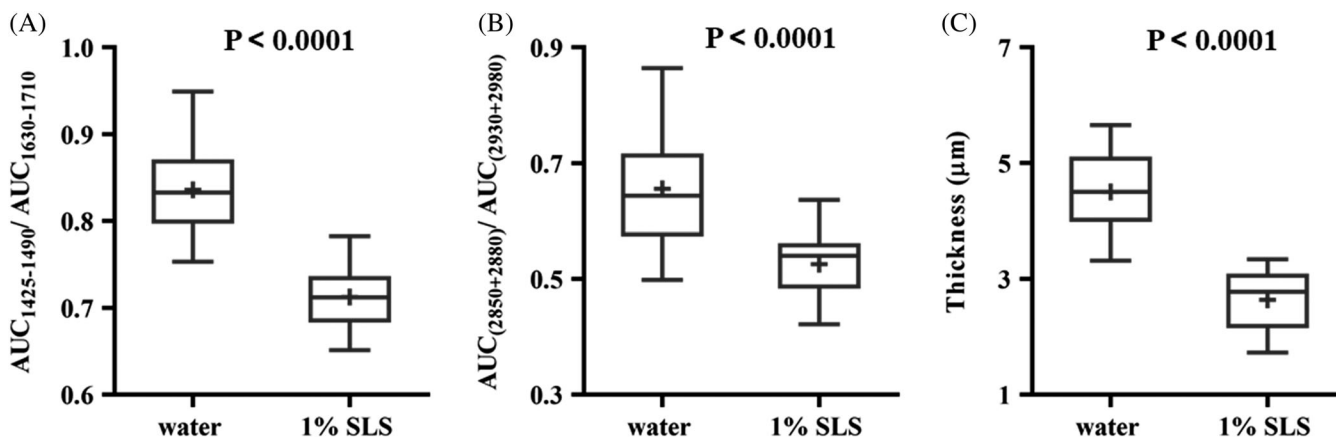 (A)
P < 0.0001
AUC1425-1490/ AUC1630-1710
1.0
0.9
0.8
0.7
0.6
water
1% SLS
(B)
P < 0.0001
AUC(2850+2880)/ AUC(2930+2980)
0.9
0.7
0.5
0.3
water
1% SLS
(C)
P < 0.0001
Thickness (μm)
7
5
3
1
water
1% SLS